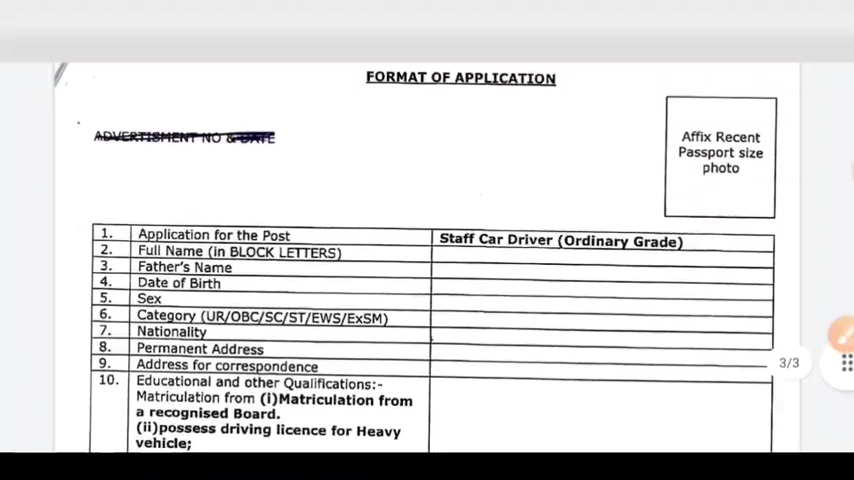 FORMAT OF APPLICATION
ADVERTISMENT NO & DATE
Affix Recent
Passport size
photo
1. Application for the Post Staff Car Driver (Ordinary Grade)
2. Full Name (in BLOCK LETTERS)
3. Father's Name
4. Date of Birth
5. Sex
6. Category (UR/OBC/SC/ST/EWS/ExSM)
7. Nationality
8. Permanent Address
9. Address for correspondence
3/3
10. Educational and other Qualifications:-
Matriculation from (i)Matriculation from
a recognised Board.
(ii)possess driving licence for Heavy
vehicle;